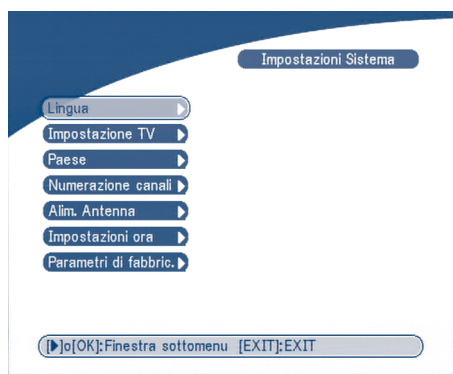 Impostazioni Sistema
Lingua
Impostazione TV
Paese
Numerazione canali
Alim. Antenna
Impostazioni ora
Parametri di fabbric.
[▶]o[OK]:Finestra sottomenu [EXIT]:EXIT